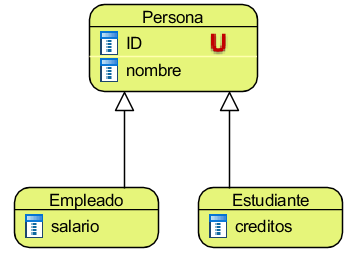 Persona
ID U
nombre
Empleado
salario
Estudiante
creditos